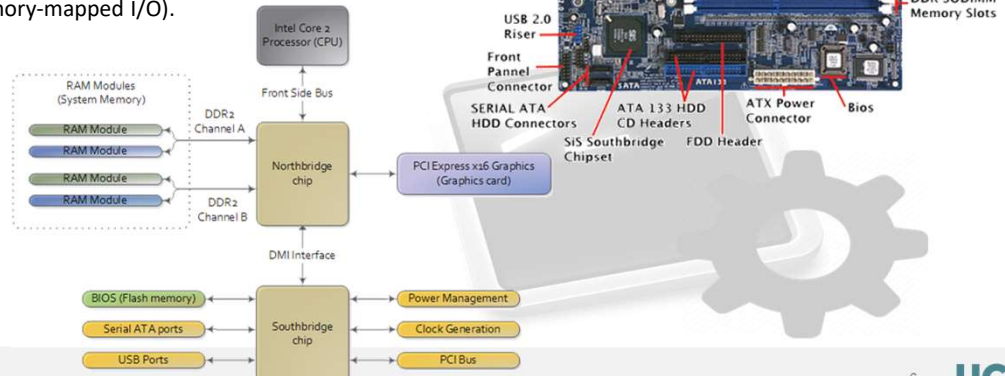 mory-mapped I/O).
Intel Core 2
Processor (CPU)
Front Side Bus
RAM Modules
(System Memory)
RAM Module
RAM Module
RAM Module
RAM Module
DDR2
Channel A
DDR2
Channel B
Northbridge
chip
PCI Express x16 Graphics
(Graphics card)
DMI Interface
BIOS (Flash memory)
Serial ATA ports
USB Ports
Southbridge
chip
Power Management
Clock Generation
PCI Bus
USB 2.0
Riser
Front
Pannel
Connector
SERIAL ATA
HDD Connectors
SATA
ATA 133
ATA 133 HDD
CD Headers
SiS Southbridge
Chipset
FDD Header
ATX Power
Connector
Bios
DDR SODIMM
Memory Slots